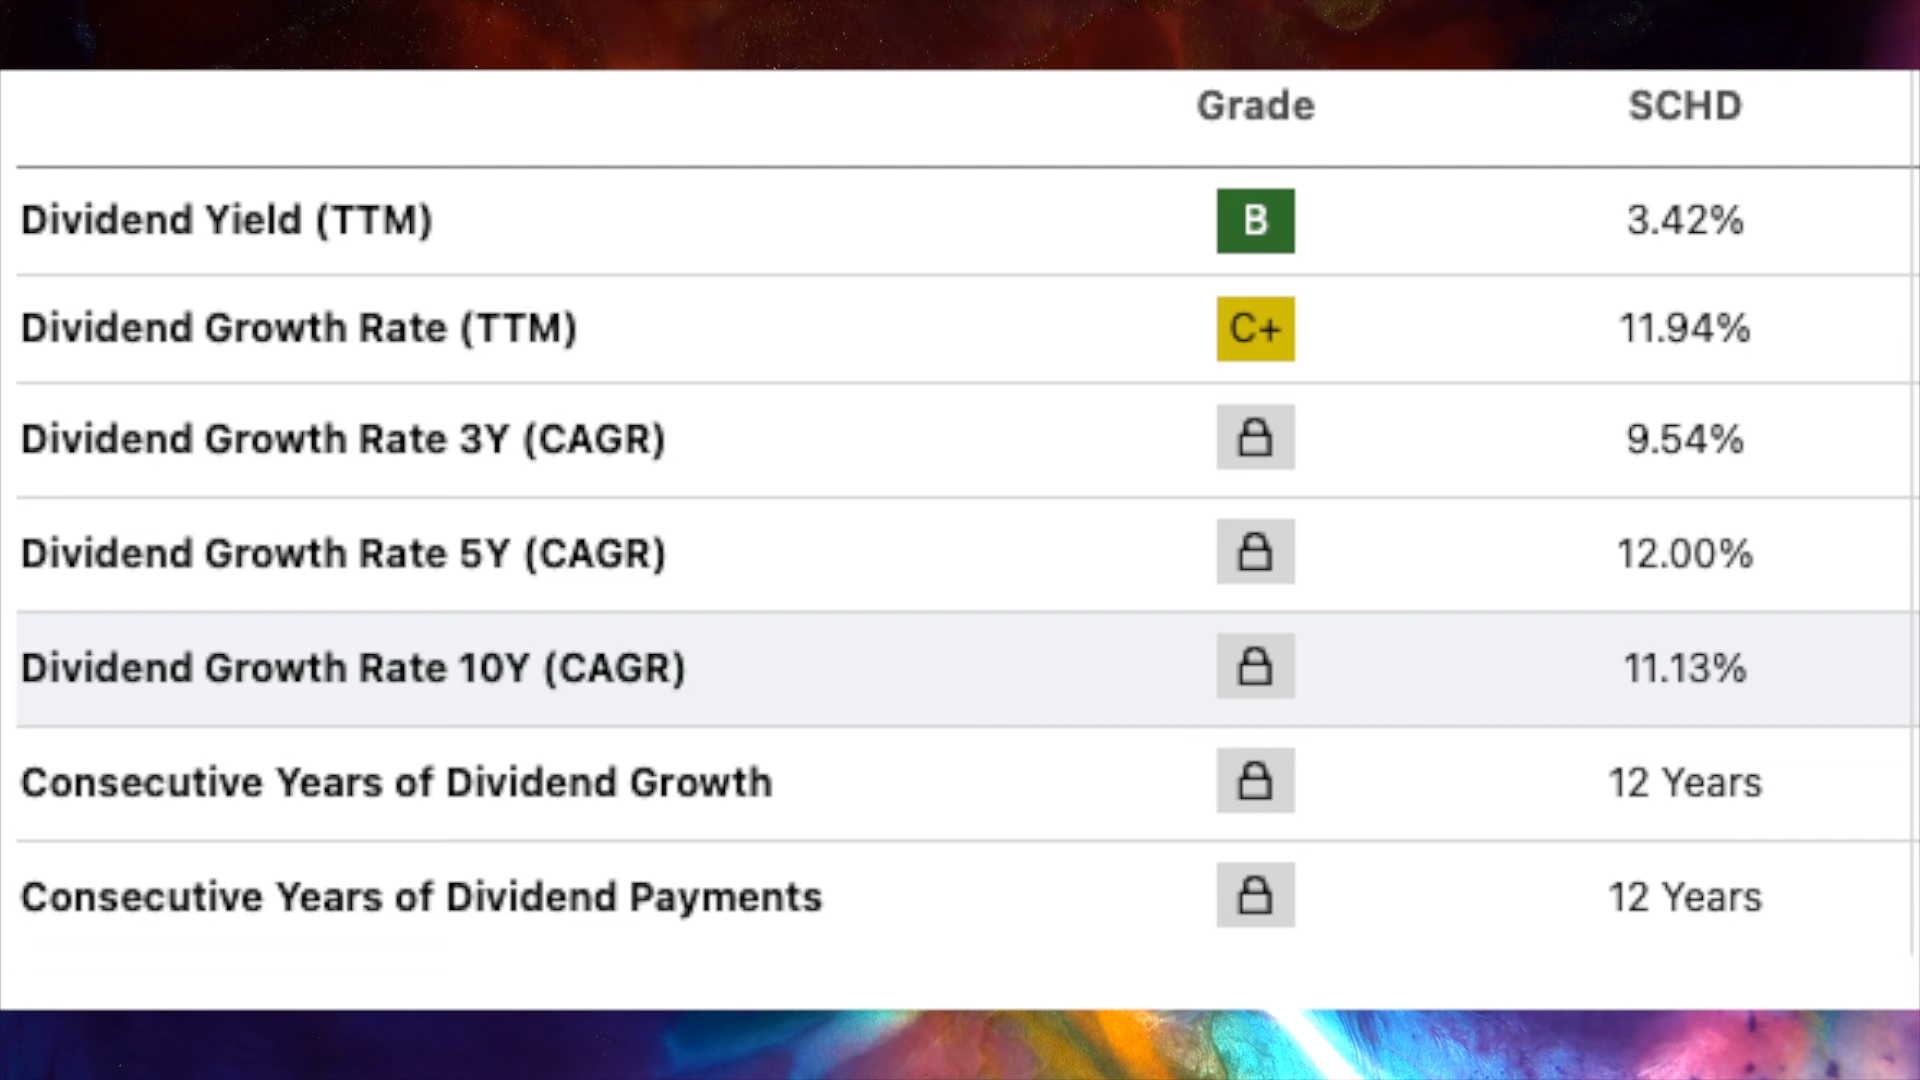 Grade SCHD
Dividend Yield (TTM) B 3.42%
Dividend Growth Rate (TTM) C+ 11.94%
Dividend Growth Rate 3Y (CAGR) 9.54%
Dividend Growth Rate 5Y (CAGR) 12.00%
Dividend Growth Rate 10Y (CAGR) 11.13%
Consecutive Years of Dividend Growth 12 Years
Consecutive Years of Dividend Payments 12 Years